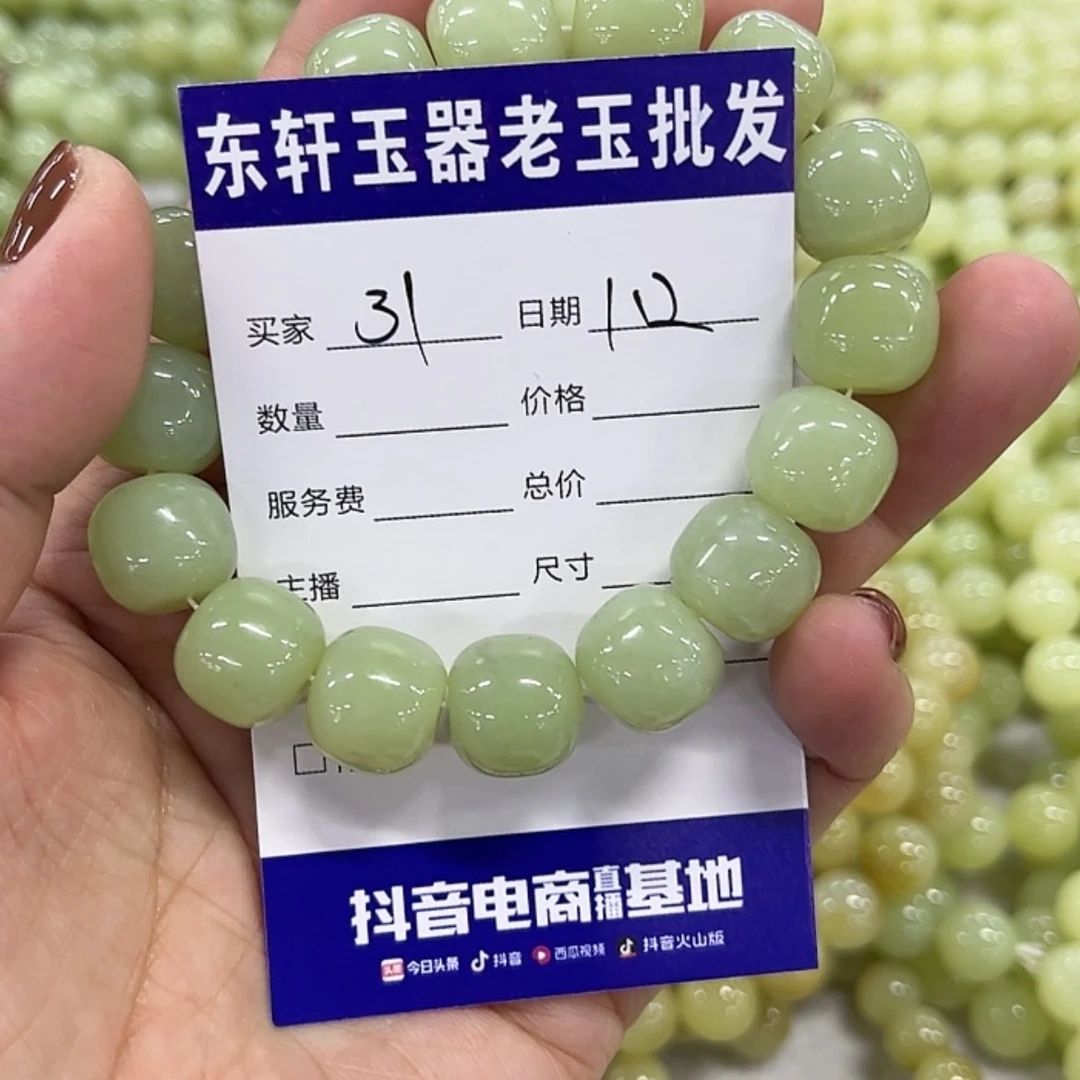 东轩玉器老玉批发
买家 31 日期 12
数量 价格
服务费 总价
主播 尺寸
抖音电商直播基地
头条 今日头条 抖音 西瓜视频 抖音火山版